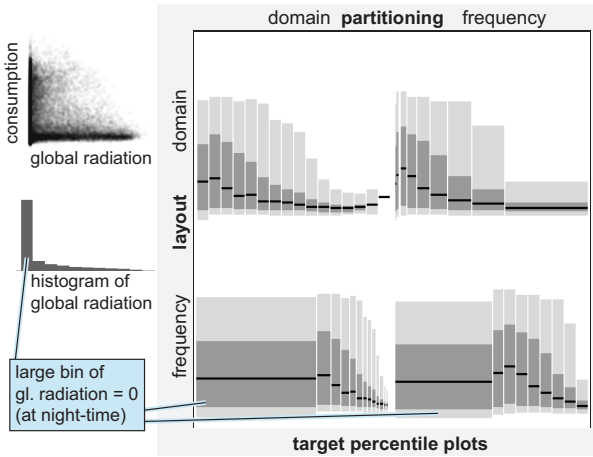 domain partitioning frequency
consumption
global radiation
domain
layout
histogram of
global radiation
frequency
large bin of
gl. radiation = 0
(at night-time)
target percentile plots